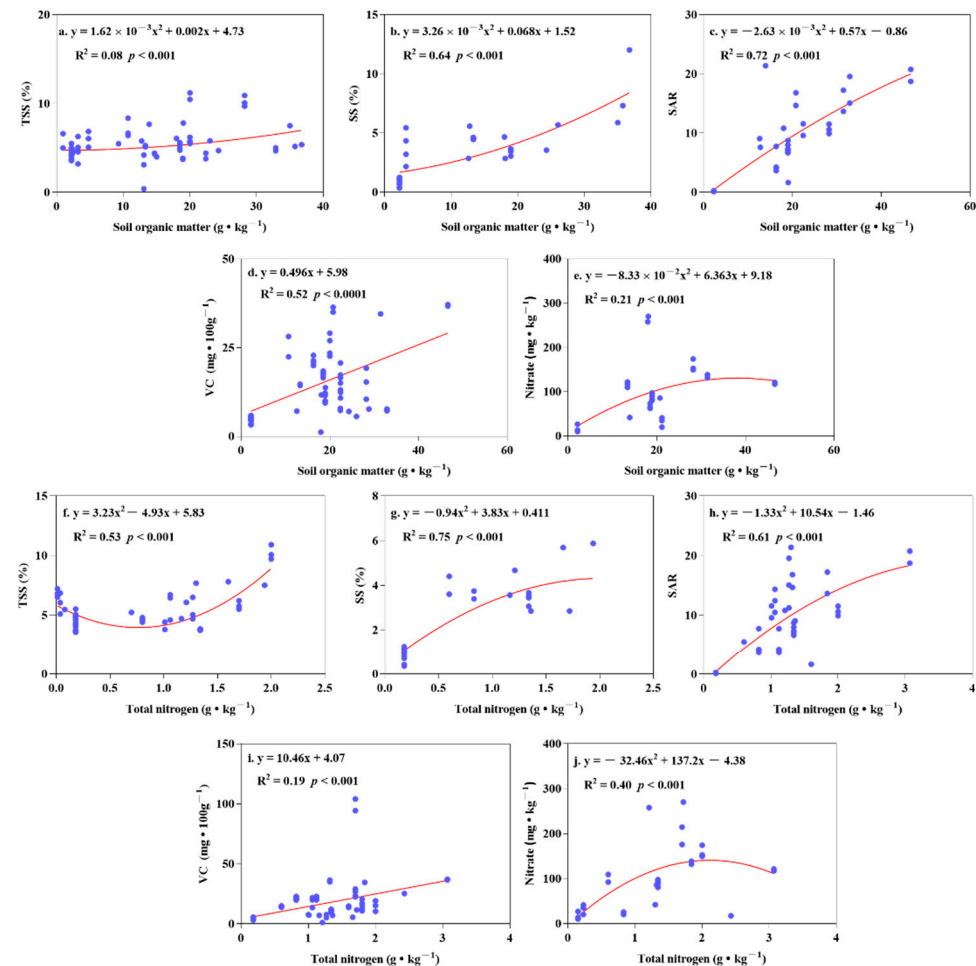 a. y = 1.62 × 10⁻³x² + 0.002x + 4.73
R² = 0.08 p < 0.001
TSS (%)
20
10
0
0 10 20 30 40
Soil organic matter (g • kg⁻¹)
b. y = 3.26 × 10⁻³x² + 0.068x + 1.52
R² = 0.64 p < 0.001
SS (%)
15
10
5
0
0 10 20 30 40
Soil organic matter (g • kg⁻¹)
c. y = −2.63 × 10⁻³x² + 0.57x − 0.86
R² = 0.72 p < 0.001
SAR
30
20
10
0
0 20 40 60
Soil organic matter (g • kg⁻¹)
d. y = 0.496x + 5.98
R² = 0.52 p < 0.0001
VC (mg • 100g⁻¹)
50
25
0
0 20 40 60
Soil organic matter (g • kg⁻¹)
e. y = −8.33 × 10⁻²x² + 6.363x + 9.18
R² = 0.21 p < 0.001
Nitrate (mg • kg⁻¹)
400
300
200
100
0
0 20 40 60
Soil organic matter (g • kg⁻¹)
f. y = 3.23x² − 4.93x + 5.83
R² = 0.53 p < 0.001
TSS (%)
15
10
5
0
0.0 0.5 1.0 1.5 2.0 2.5
Total nitrogen (g • kg⁻¹)
g. y = −0.94x² + 3.83x + 0.411
R² = 0.75 p < 0.001
SS (%)
8
6
4
2
0
0.0 0.5 1.0 1.5 2.0 2.5
Total nitrogen (g • kg⁻¹)
h. y = −1.33x² + 10.54x − 1.46
R² = 0.61 p < 0.001
SAR
30
20
10
0
0 1 2 3 4
Total nitrogen (g • kg⁻¹)
i. y = 10.46x + 4.07
R² = 0.19 p < 0.001
VC (mg • 100g⁻¹)
150
100
50
0
0 1 2 3 4
Total nitrogen (g • kg⁻¹)
j. y = − 32.46x² + 137.2x − 4.38
R² = 0.40 p < 0.001
Nitrate (mg • kg⁻¹)
400
300
200
100
0
0 1 2 3 4
Total nitrogen (g • kg⁻¹)